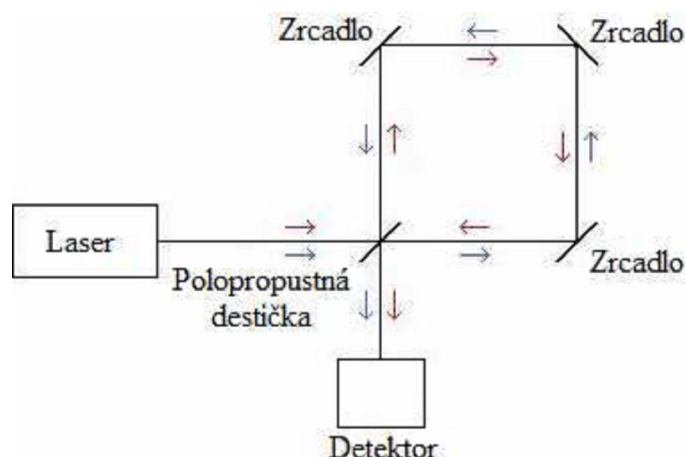 Zrcadlo
Zrcadlo
Laser
Polopropustná
destička
Zrcadlo
Detektor